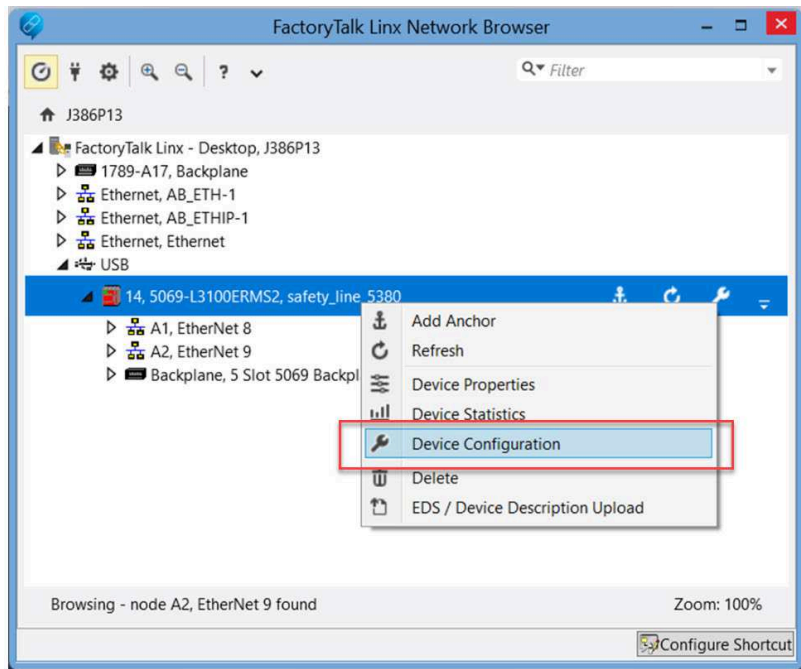 FactoryTalk Linx Network Browser
?
Filter
J386P13
FactoryTalk Linx - Desktop, J386P13
1789-A17, Backplane
Ethernet, AB_ETH-1
Ethernet, AB_ETHIP-1
Ethernet, Ethernet
USB
14, 5069-L3100ERMS2, safety_line_5380
A1, EtherNet 8
A2, EtherNet 9
Backplane, 5 Slot 5069 Backpl
Add Anchor
Refresh
Device Properties
Device Statistics
Device Configuration
Delete
EDS / Device Description Upload
Browsing - node A2, EtherNet 9 found
Zoom: 100%
Configure Shortcut